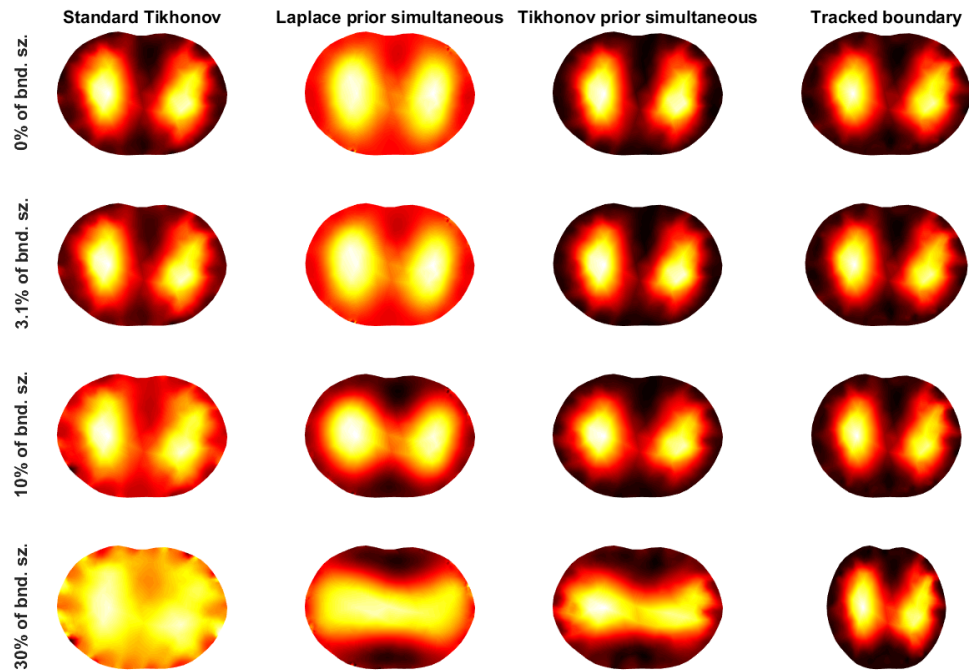 Standard Tikhonov
Laplace prior simultaneous
Tikhonov prior simultaneous
Tracked boundary
0% of bnd. sz.
3.1% of bnd. sz.
10% of bnd. sz.
30% of bnd. sz.